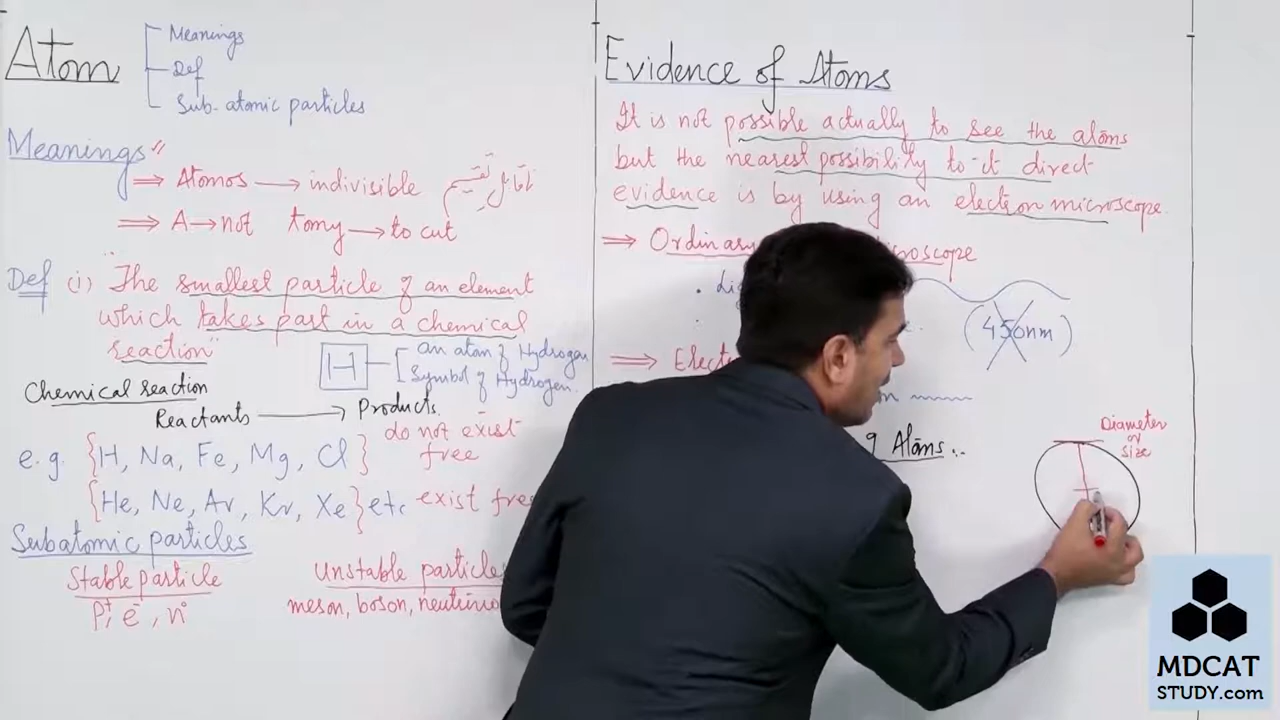 Atom
Meanings
Def
Sub-atomic particles
Meanings"
⇒ Atomos → indivisible ناقابل تقسیم
⇒ A → not tomy → to cut
Def (i) "The smallest particle of an element
which takes part in a chemical
reaction"
H
an atom of Hydrogen
Symbol of Hydrogen.
Chemical reaction
Reactants → Products.
do not exist
free
e.g. {H, Na, Fe, Mg, Cl}
{He, Ne, Ar, Kr, Xe} etc exist free
Subatomic particles
Stable particle
P⁺, e⁻, n⁰
Unstable particles
meson, boson, neutrino
Evidence of Atoms
It is not possible actually to see the atoms
but the nearest possibility to it direct
evidence is by using an electron microscope.
⇒ Ordinary
(450nm)
⇒
Atoms:.
Diameter
or
Size
MDCAT
STUDY.com